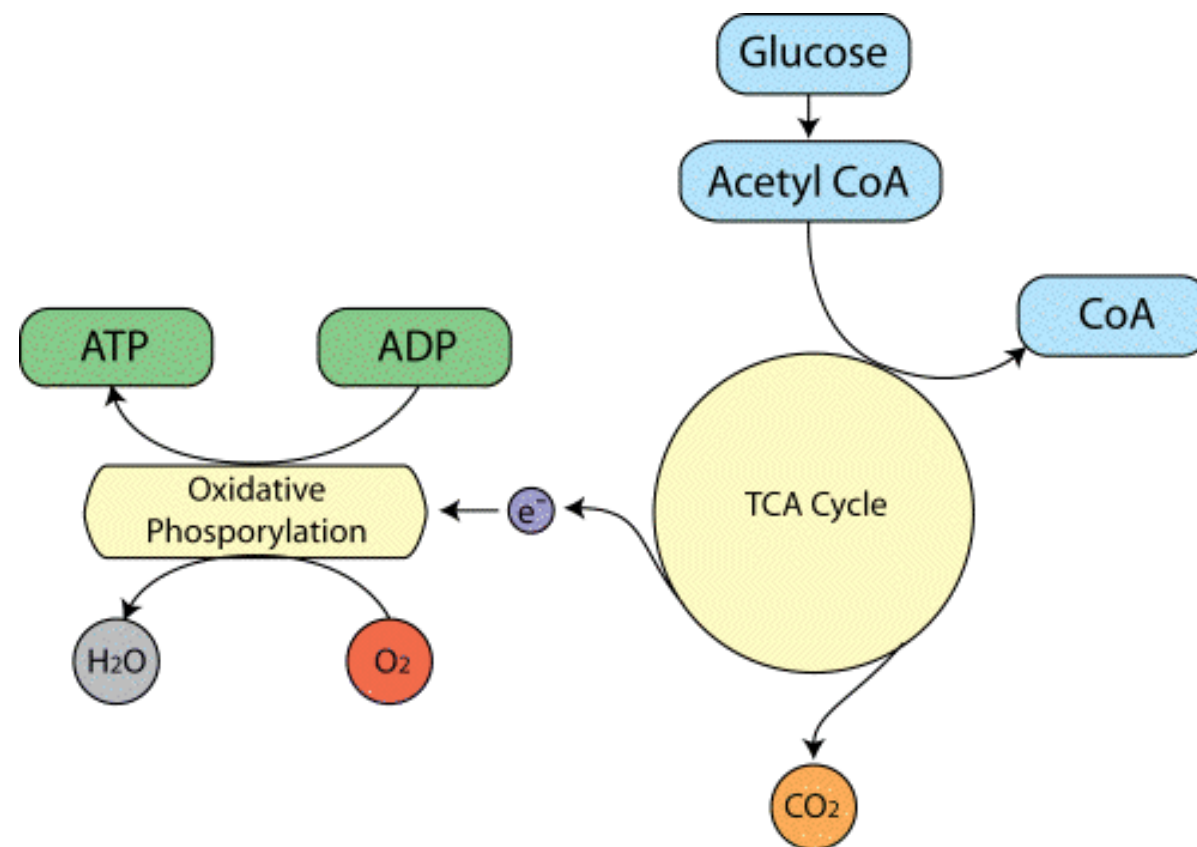 Glucose
Acetyl CoA
CoA
ATP
ADP
Oxidative
Phosporylation
e⁻
TCA Cycle
H₂O
O₂
CO₂